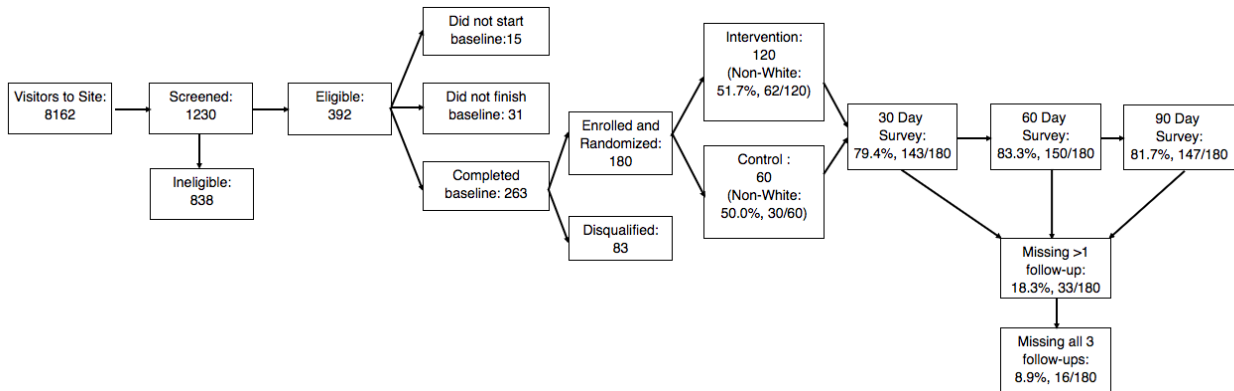 Visitors to Site:
8162
Screened:
1230
Ineligible:
838
Eligible:
392
Did not start
baseline:15
Did not finish
baseline: 31
Completed
baseline: 263
Enrolled and
Randomized:
180
Disqualified:
83
Intervention:
120
(Non-White:
51.7%, 62/120)
Control :
60
(Non-White:
50.0%, 30/60)
30 Day
Survey:
79.4%, 143/180
60 Day
Survey:
83.3%, 150/180
90 Day
Survey:
81.7%, 147/180
Missing >1
follow-up:
18.3%, 33/180
Missing all 3
follow-ups:
8.9%, 16/180